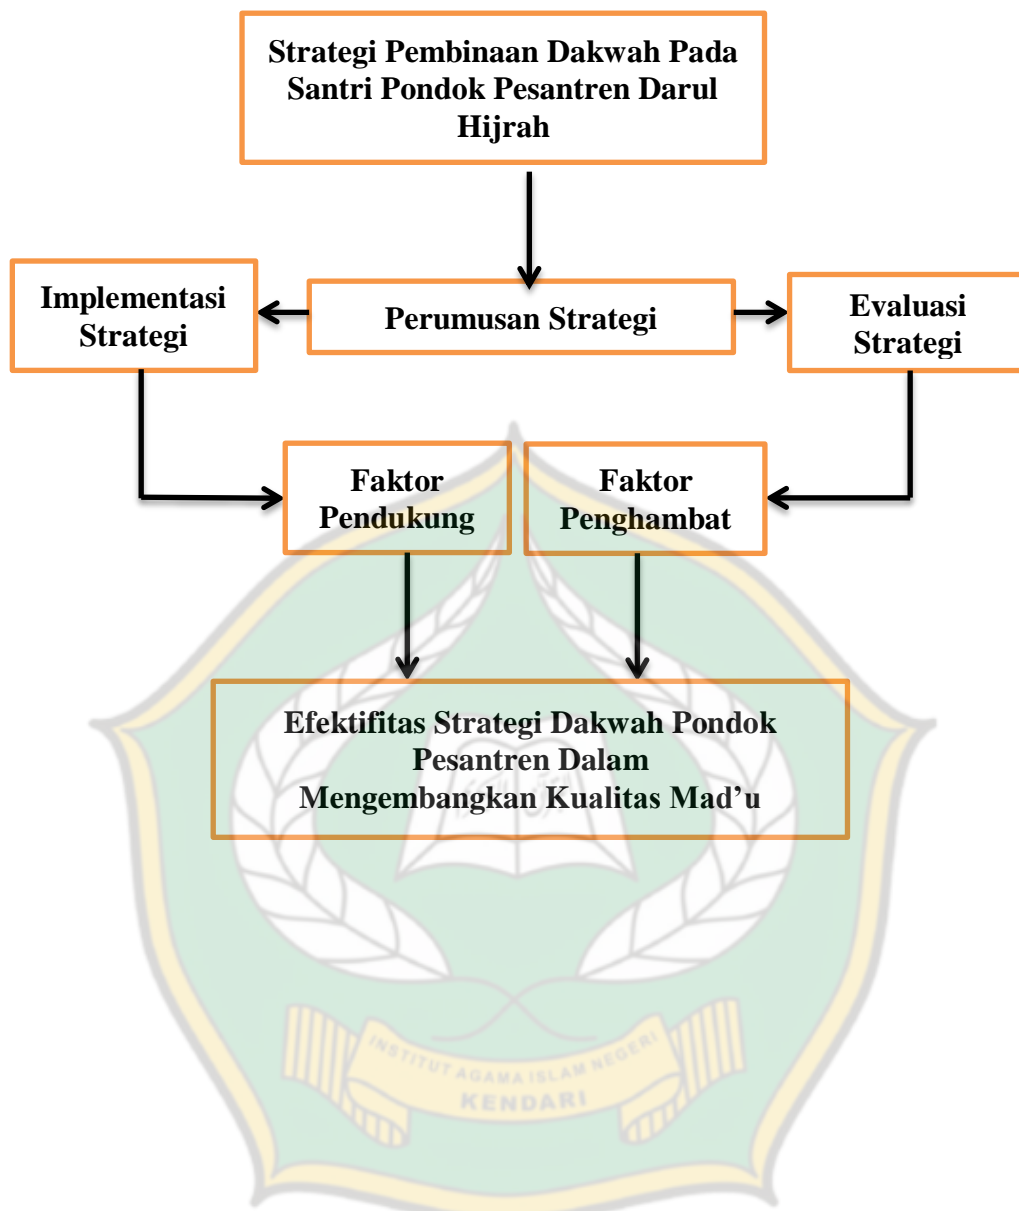 Strategi Pembinaan Dakwah Pada
Santri Pondok Pesantren Darul
Hijrah
Implementasi
Strategi
Perumusan Strategi
Evaluasi
Strategi
Faktor
Pendukung
Faktor
Penghambat
Efektifitas Strategi Dakwah Pondok
Pesantren Dalam
Mengembangkan Kualitas Mad’u
INSTITUT AGAMA ISLAM NEGERI
KENDARI